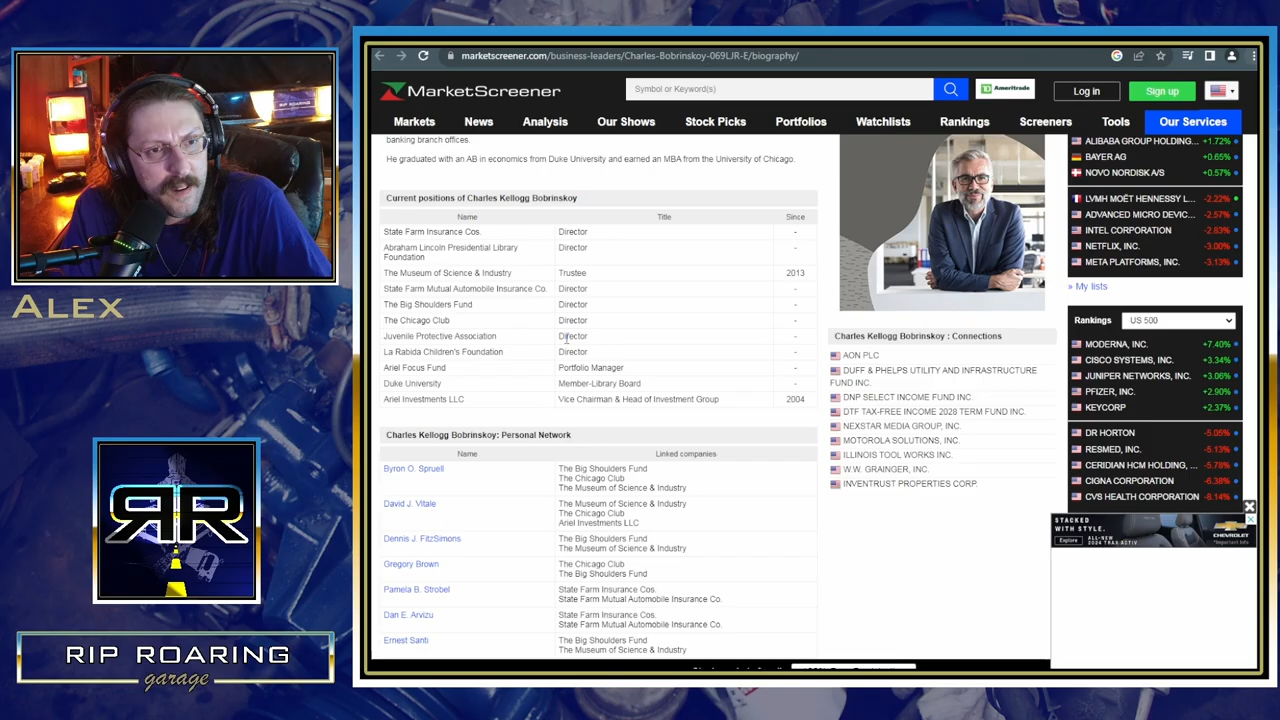 marketscreener.com/business-leaders/Charles-Bobrinskoy-069LJR-E/biography/
MarketScreener
Symbol or Keyword(s)
Ameritrade
Log in
Sign up
Markets News Analysis Our Shows Stock Picks Portfolios Watchlists Rankings Screeners Tools Our Services
banking branch offices.
He graduated with an AB in economics from Duke University and earned an MBA from the University of Chicago.
Current positions of Charles Kellogg Bobrinskoy
Name Title Since
State Farm Insurance Cos. Director -
Abraham Lincoln Presidential Library Director -
Foundation
The Museum of Science & Industry Trustee 2013
State Farm Mutual Automobile Insurance Co. Director -
The Big Shoulders Fund Director -
The Chicago Club Director -
Juvenile Protective Association Director -
La Rabida Children's Foundation Director -
Ariel Focus Fund Portfolio Manager -
Duke University Member-Library Board -
Ariel Investments LLC Vice Chairman & Head of Investment Group 2004
Charles Kellogg Bobrinskoy: Personal Network
Name Linked companies
Byron O. Spruell The Big Shoulders Fund
The Chicago Club
The Museum of Science & Industry
David J. Vitale The Museum of Science & Industry
The Chicago Club
Ariel Investments LLC
Dennis J. FitzSimons The Big Shoulders Fund
The Museum of Science & Industry
Gregory Brown The Chicago Club
The Big Shoulders Fund
Pamela B. Strobel State Farm Insurance Cos.
State Farm Mutual Automobile Insurance Co.
Dan E. Arvizu State Farm Insurance Cos.
State Farm Mutual Automobile Insurance Co.
Ernest Santi The Big Shoulders Fund
The Museum of Science & Industry
Charles Kellogg Bobrinskoy : Connections
AON PLC
DUFF & PHELPS UTILITY AND INFRASTRUCTURE
FUND INC.
DNP SELECT INCOME FUND INC.
DTF TAX-FREE INCOME 2028 TERM FUND INC.
NEXSTAR MEDIA GROUP, INC.
MOTOROLA SOLUTIONS, INC.
ILLINOIS TOOL WORKS INC.
W.W. GRAINGER, INC.
INVENTRUST PROPERTIES CORP.
ALIBABA GROUP HOLDING... +1.72%
BAYER AG +0.65%
NOVO NORDISK A/S +0.57%
LVMH MOËT HENNESSY L... -2.22%
ADVANCED MICRO DEVIC... -2.57%
INTEL CORPORATION -2.83%
NETFLIX, INC. -3.00%
META PLATFORMS, INC. -3.13%
» My lists
Rankings US 500
MODERNA, INC. +7.40%
CISCO SYSTEMS, INC. +3.34%
JUNIPER NETWORKS, INC. +3.06%
PFIZER, INC. +2.90%
KEYCORP +2.37%
DR HORTON -5.05%
RESMED, INC. -5.13%
CERIDIAN HCM HOLDING, ... -5.78%
CIGNA CORPORATION -6.38%
CVS HEALTH CORPORATION -8.14%
STACKED
WITH STYLE.
Explore
ALL-NEW
2024 TRAX ACTIV
CHEVROLET
*Important Info
ALEX
RR
RIP ROARING
garage